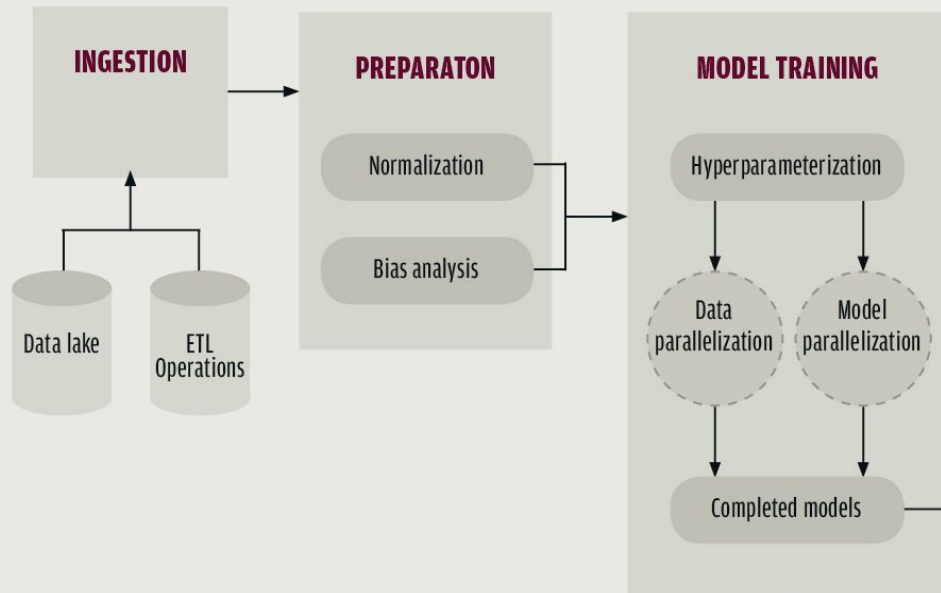 INGESTION
Data lake
ETL
Operations
PREPARATON
Normalization
Bias analysis
MODEL TRAINING
Hyperparameterization
Data
parallelization
Model
parallelization
Completed models